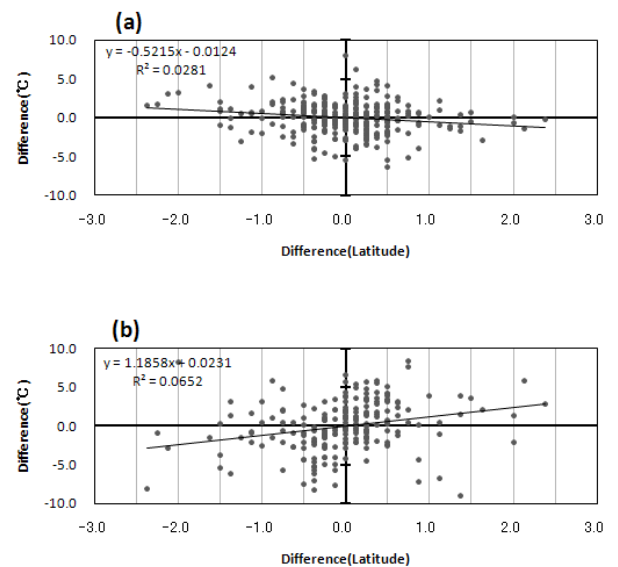 (a)
10.0
y = -0.5215x - 0.0124
R² = 0.0281
5.0
0.0
-5.0
-10.0
Difference(℃)
-3.0 -2.0 -1.0 0.0 1.0 2.0 3.0
Difference(Latitude)
(b)
10.0
y = 1.1858x + 0.0231
R² = 0.0652
5.0
0.0
-5.0
-10.0
Difference(℃)
-3.0 -2.0 -1.0 0.0 1.0 2.0 3.0
Difference(Latitude)